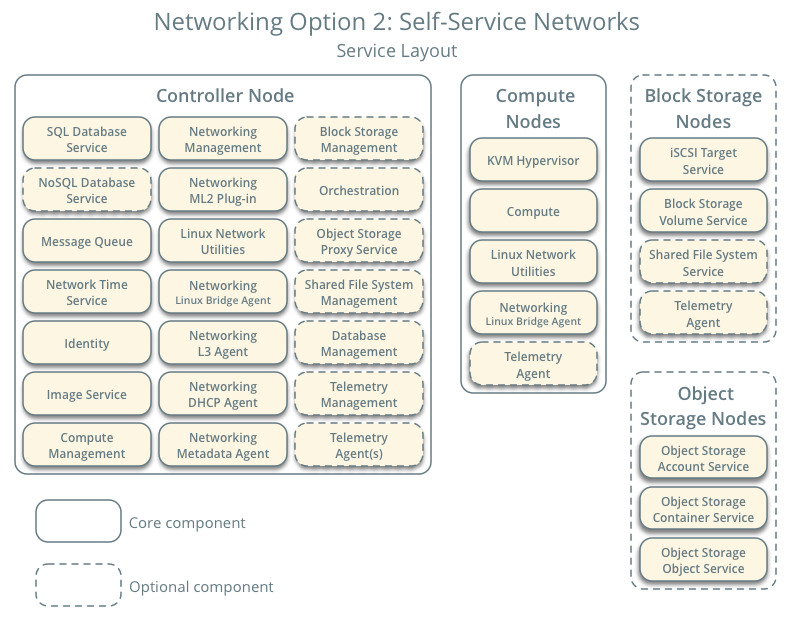 Networking Option 2: Self-Service Networks
Service Layout
Controller Node
SQL Database
Service
Networking
Management
Block Storage
Management
NoSQL Database
Service
Networking
ML2 Plug-in
Orchestration
Message Queue
Linux Network
Utilities
Object Storage
Proxy Service
Network Time
Service
Networking
Linux Bridge Agent
Shared File System
Management
Identity
Networking
L3 Agent
Database
Management
Image Service
Networking
DHCP Agent
Telemetry
Management
Compute
Management
Networking
Metadata Agent
Telemetry
Agent(s)
Compute
Nodes
KVM Hypervisor
Compute
Linux Network
Utilities
Networking
Linux Bridge Agent
Telemetry
Agent
Block Storage
Nodes
iSCSI Target
Service
Block Storage
Volume Service
Shared File System
Service
Telemetry
Agent
Object
Storage Nodes
Object Storage
Account Service
Object Storage
Container Service
Object Storage
Object Service
Core component
Optional component